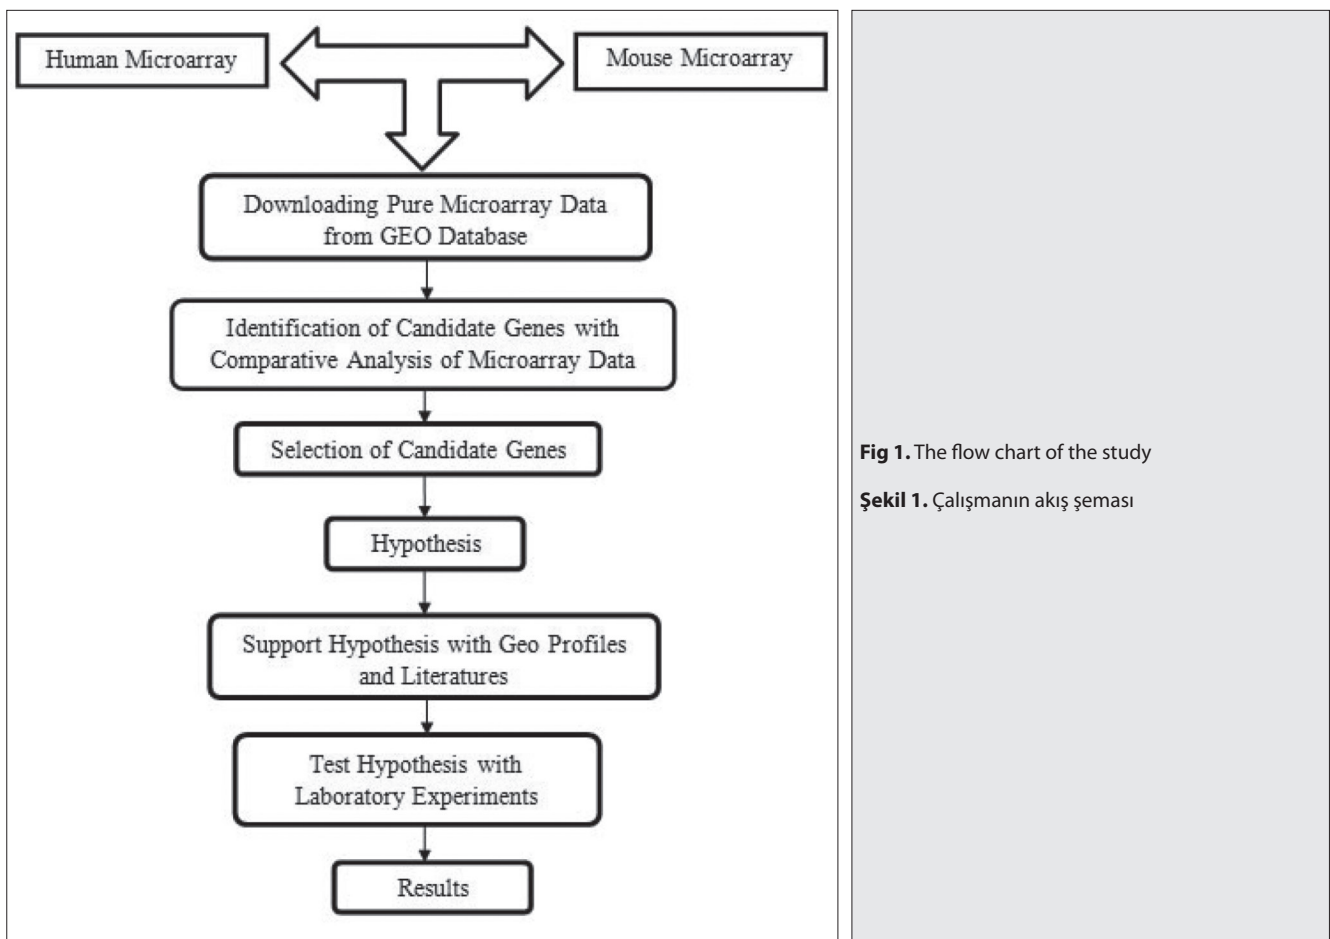 Human Microarray
Mouse Microarray
Downloading Pure Microarray Data
from GEO Database
Identification of Candidate Genes with
Comparative Analysis of Microarray Data
Selection of Candidate Genes
Hypothesis
Support Hypothesis with Geo Profiles
and Literatures
Test Hypothesis with
Laboratory Experiments
Results
Fig 1. The flow chart of the study
Şekil 1. Çalışmanın akış şeması